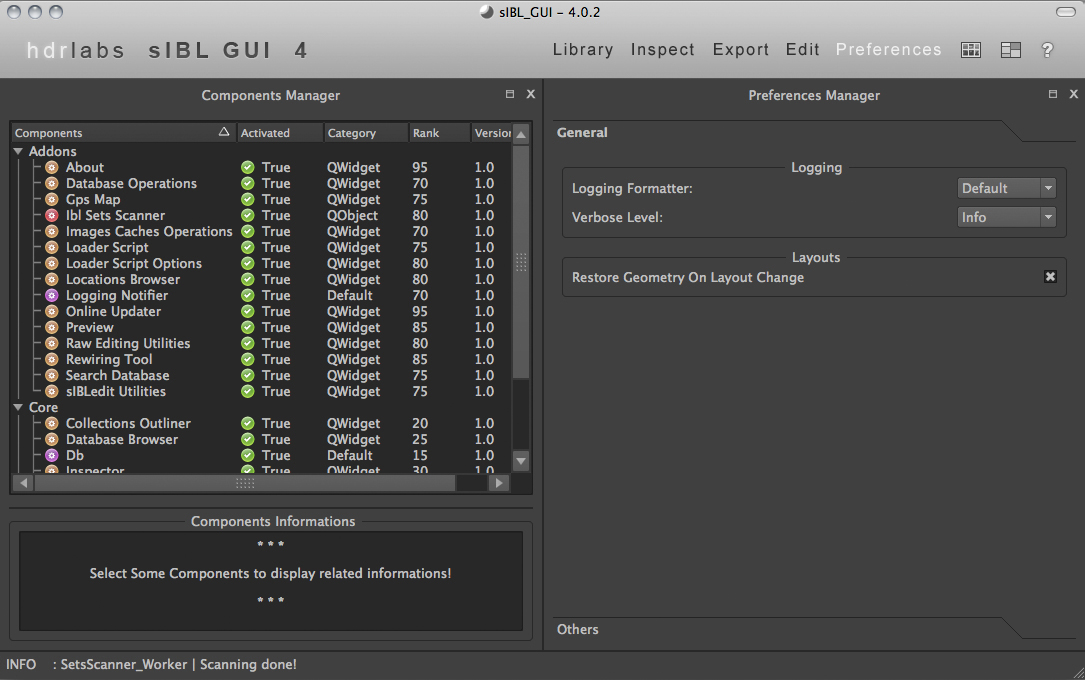 sIBL_GUI – 4.0.2
hdrlabs sIBL GUI 4 Library Inspect Export Edit Preferences ?
Components Manager
Components Activated Category Rank Version
Addons
About True QWidget 95 1.0
Database Operations True QWidget 70 1.0
Gps Map True QWidget 75 1.0
Ibl Sets Scanner True QObject 80 1.0
Images Caches Operations True QWidget 70 1.0
Loader Script True QWidget 75 1.0
Loader Script Options True QWidget 80 1.0
Locations Browser True QWidget 80 1.0
Logging Notifier True Default 70 1.0
Online Updater True QWidget 95 1.0
Preview True QWidget 85 1.0
Raw Editing Utilities True QWidget 80 1.0
Rewiring Tool True QWidget 85 1.0
Search Database True QWidget 75 1.0
sIBLedit Utilities True QWidget 75 1.0
Core
Collections Outliner True QWidget 20 1.0
Database Browser True QWidget 25 1.0
Db True Default 15 1.0
Inspector True QWidget 30 1.0
Components Informations
* * *
Select Some Components to display related informations!
* * *
Preferences Manager
General
Logging
Logging Formatter: Default
Verbose Level: Info
Layouts
Restore Geometry On Layout Change
Others
INFO : SetsScanner_Worker | Scanning done!